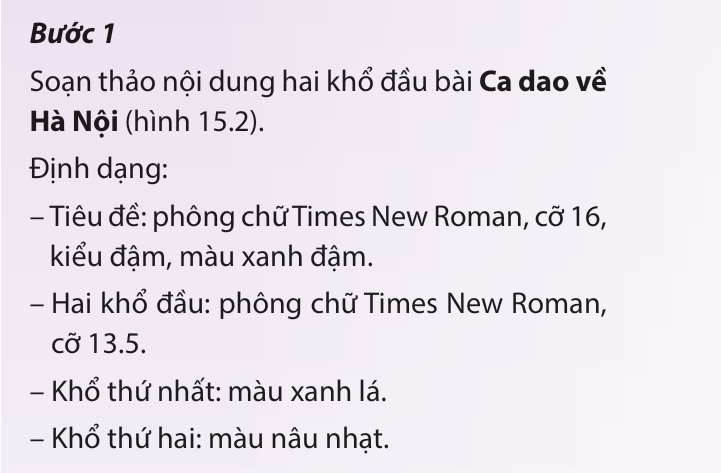 Bước 1
Soạn thảo nội dung hai khổ đầu bài Ca dao về
Hà Nội (hình 15.2).
Định dạng:
– Tiêu đề: phông chữ Times New Roman, cỡ 16,
kiểu đậm, màu xanh đậm.
– Hai khổ đầu: phông chữ Times New Roman,
cỡ 13.5.
– Khổ thứ nhất: màu xanh lá.
– Khổ thứ hai: màu nâu nhạt.